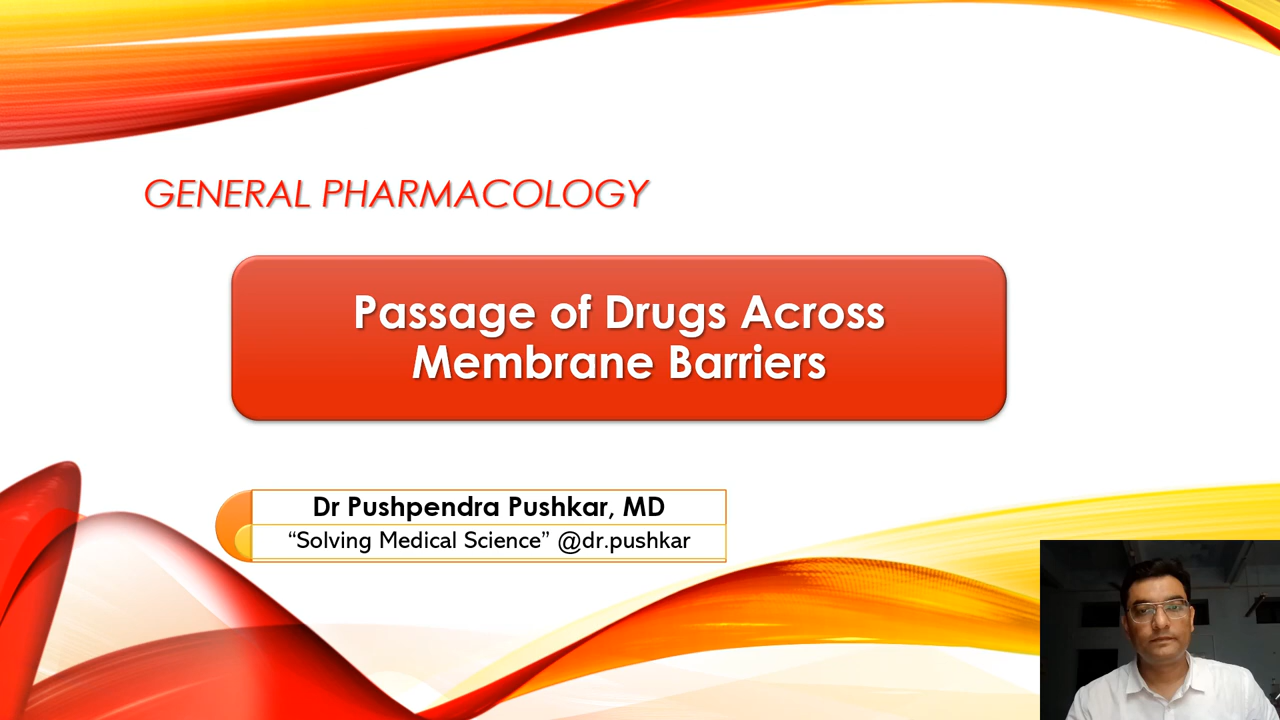 GENERAL PHARMACOLOGY
Passage of Drugs Across
Membrane Barriers
Dr Pushpendra Pushkar, MD
“Solving Medical Science” @dr.pushkar